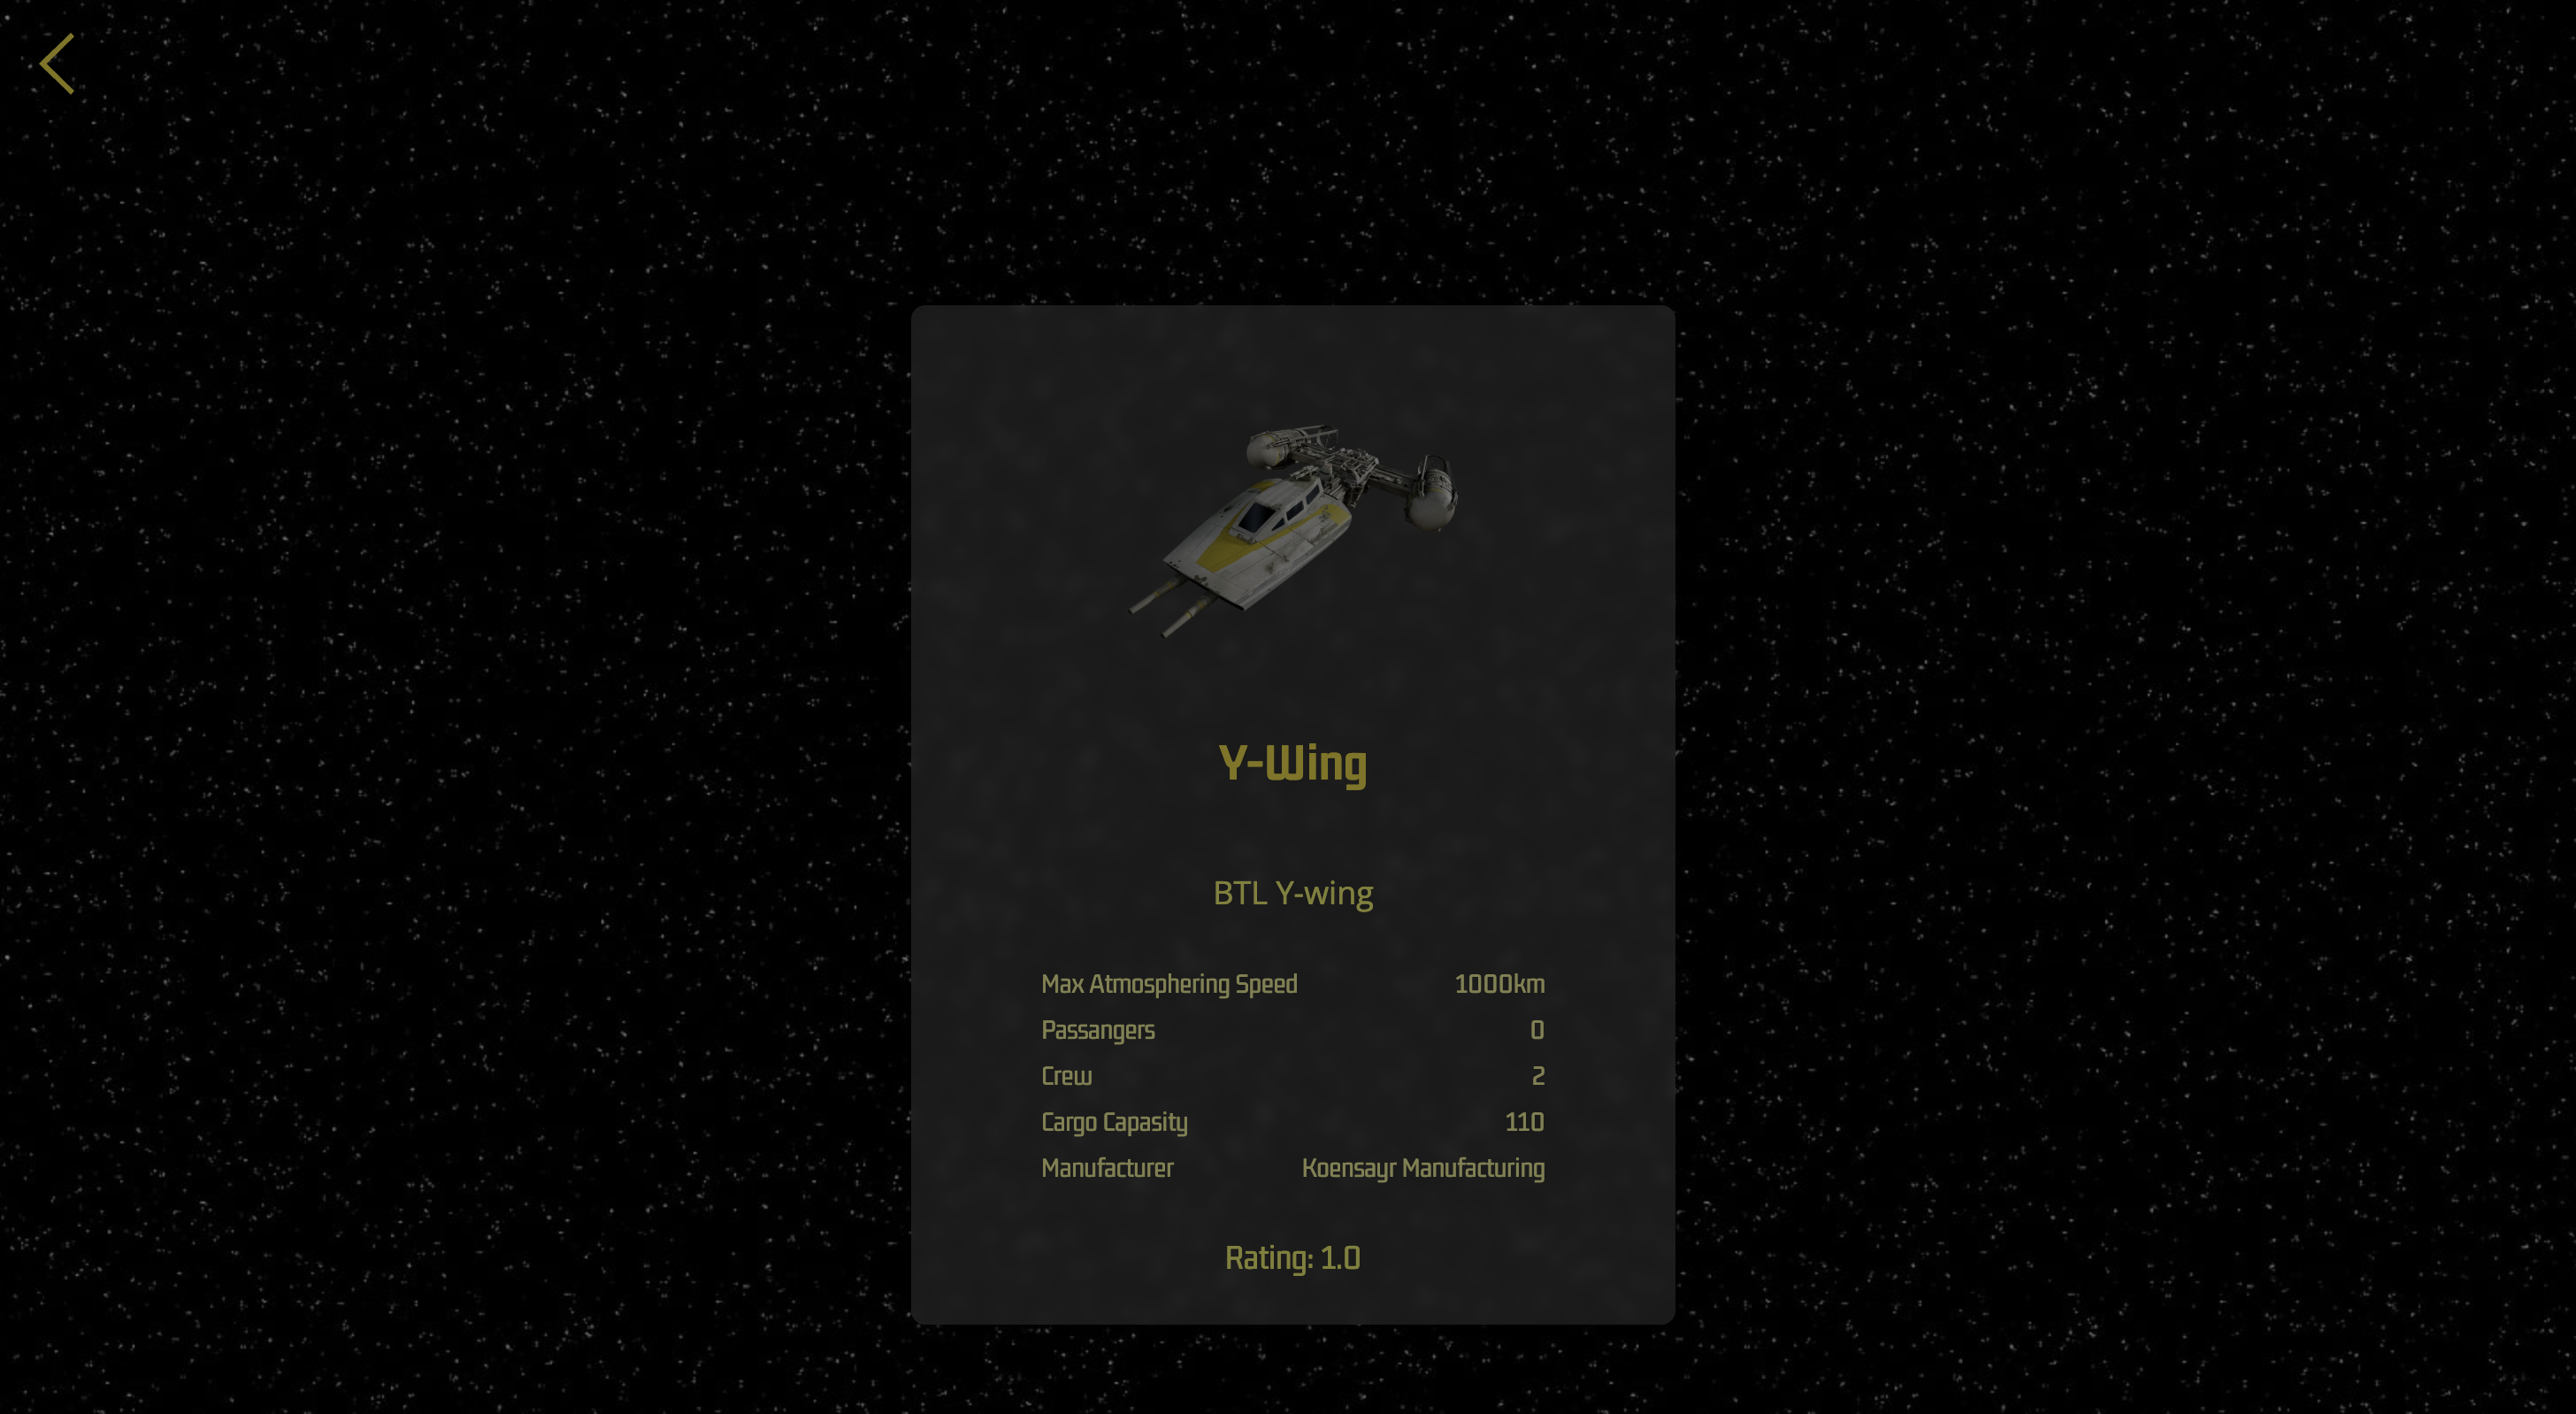 Y-Wing
BTL Y-wing
Max Atmosphering Speed 1000km
Passangers 0
Crew 2
Cargo Capasity 110
Manufacturer Koensayr Manufacturing
Rating: 1.0